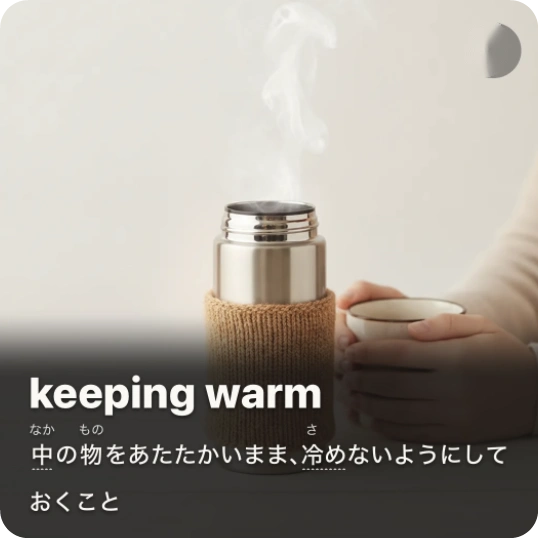 keeping warm
なか もの さ
中の物をあたたかいまま、冷めないようにして
おくこと